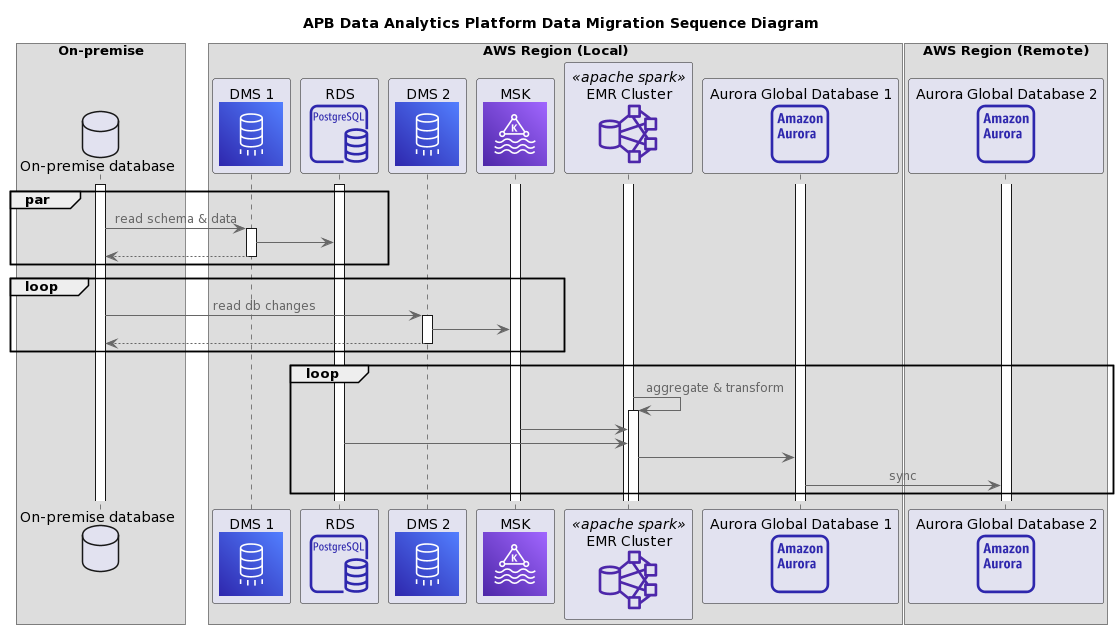 APB Data Analytics Platform Data Migration Sequence Diagram
On-premise
AWS Region (Local)
AWS Region (Remote)
«apache spark»
DMS 1
RDS
DMS 2
MSK
EMR Cluster
Aurora Global Database 1
Aurora Global Database 2
PostgreSQL
K
Amazon
Aurora
Amazon
Aurora
On-premise database
par
read schema & data
loop
read db changes
loop
aggregate & transform
sync
On-premise database
DMS 1
RDS
DMS 2
MSK
«apache spark»
EMR Cluster
Aurora Global Database 1
Aurora Global Database 2
PostgreSQL
K
Amazon
Aurora
Amazon
Aurora